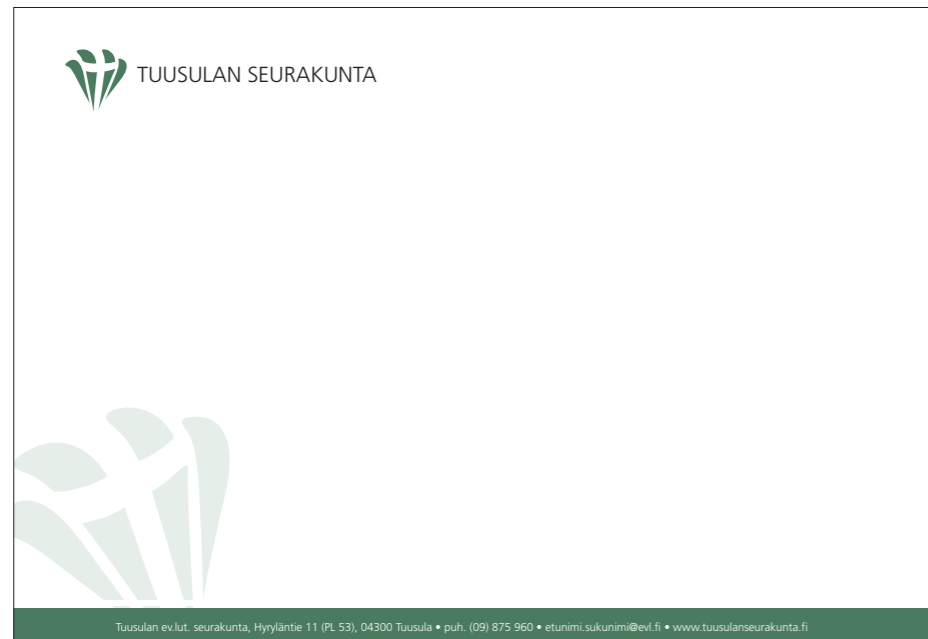 TUUSULAN SEURAKUNTA
Tuusulan ev.lut. seurakunta, Hyryläntie 11 (PL 53), 04300 Tuusula • puh. (09) 875 960 • etunimi.sukunimi@evl.fi • www.tuusulanseurakunta.fi